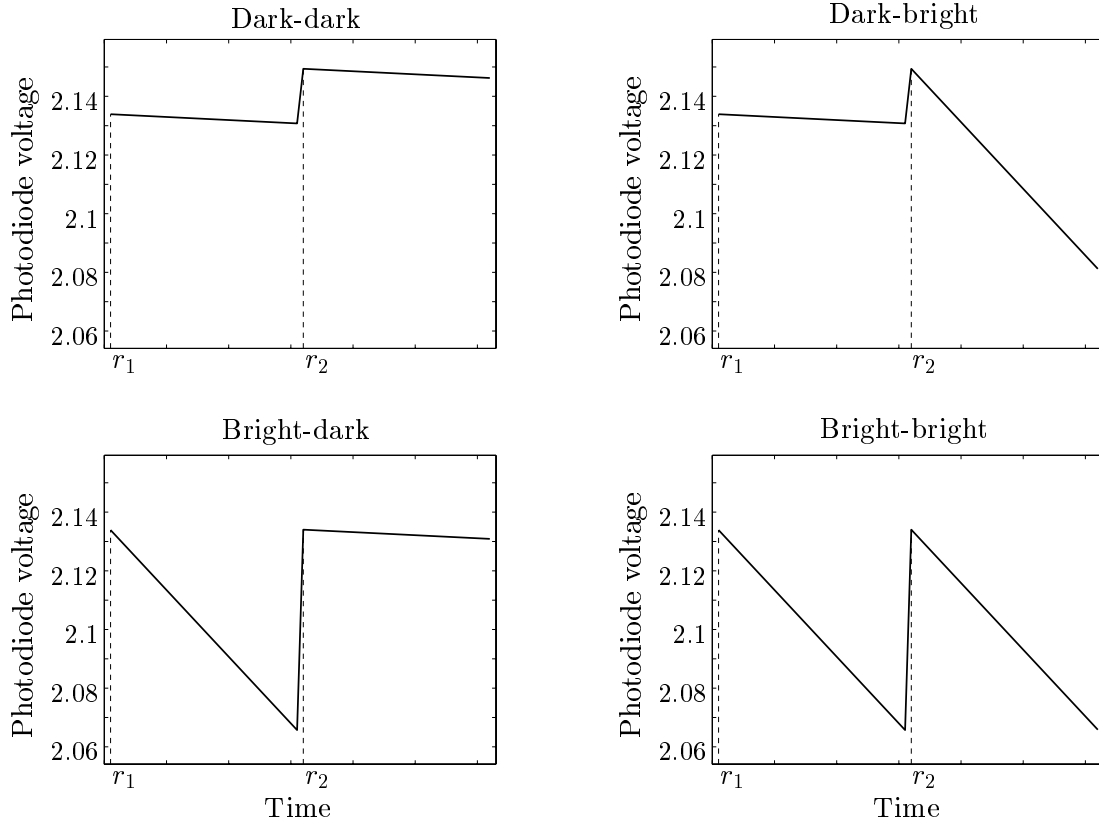 Dark-dark
Photodiode voltage
2.14
2.12
2.1
2.08
2.06
r1
r2
Dark-bright
Photodiode voltage
2.14
2.12
2.1
2.08
2.06
r1
r2
Bright-dark
Photodiode voltage
2.14
2.12
2.1
2.08
2.06
r1
r2
Time
Bright-bright
Photodiode voltage
2.14
2.12
2.1
2.08
2.06
r1
r2
Time